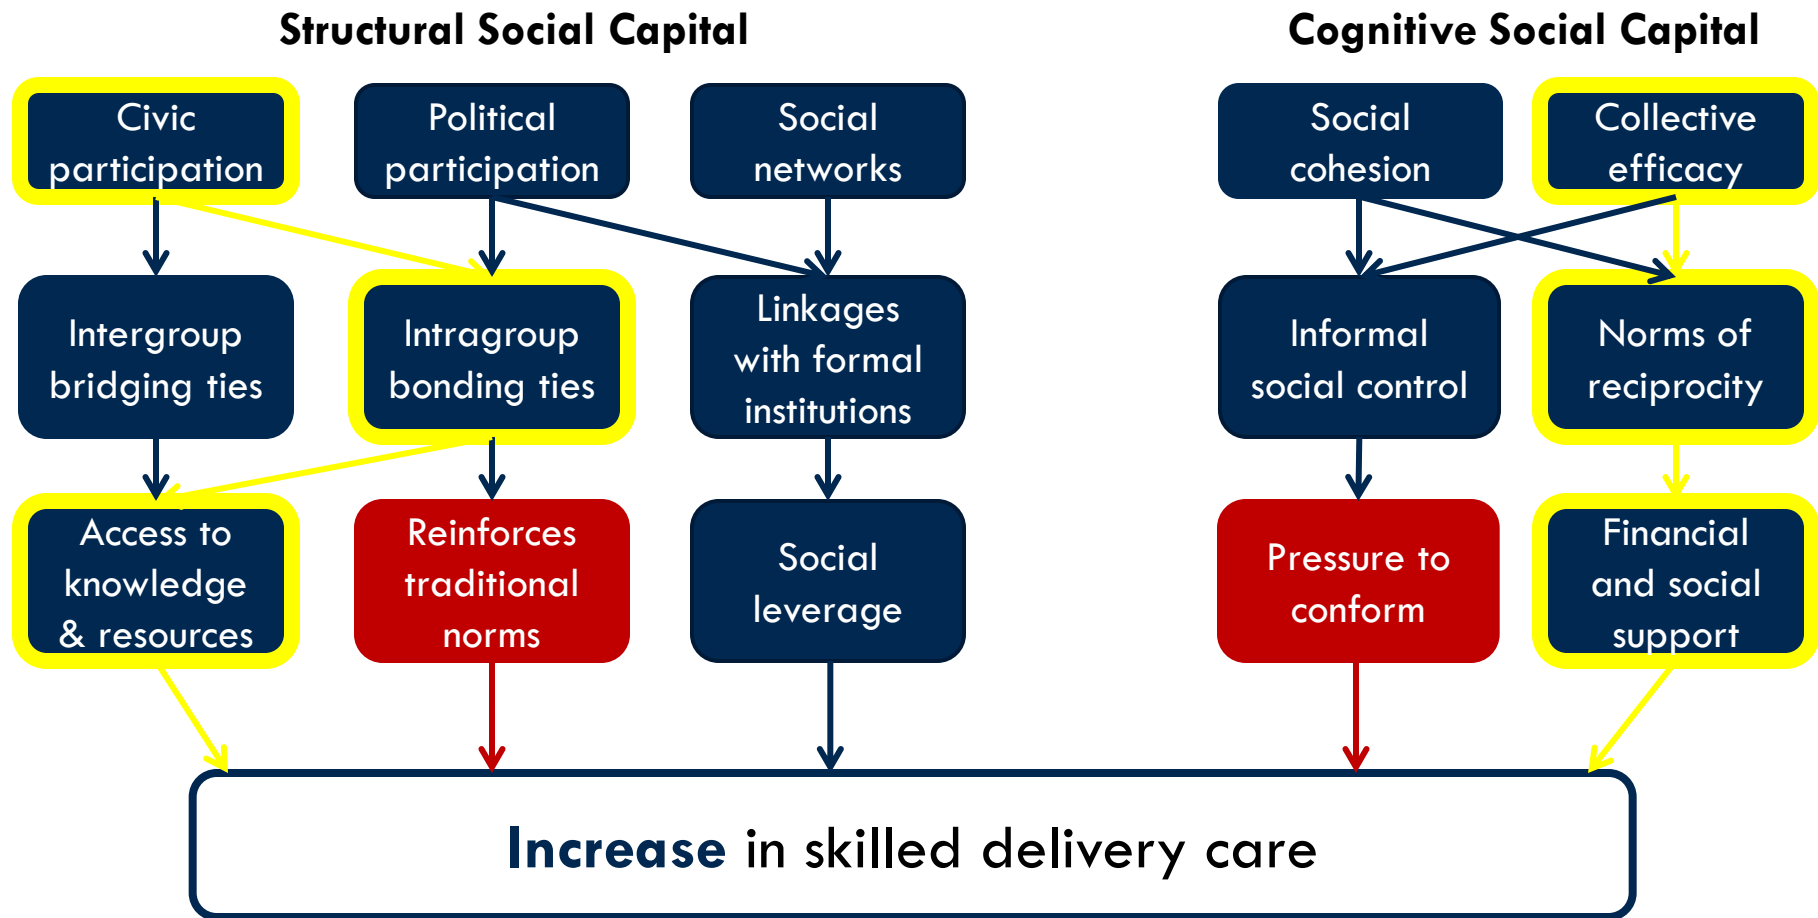 Structural Social Capital
Cognitive Social Capital
Civic
participation
Political
participation
Social
networks
Social
cohesion
Collective
efficacy
Intergroup
bridging ties
Intragroup
bonding ties
Linkages
with formal
institutions
Informal
social control
Norms of
reciprocity
Access to
knowledge
& resources
Reinforces
traditional
norms
Social
leverage
Pressure to
conform
Financial
and social
support
Increase in skilled delivery care